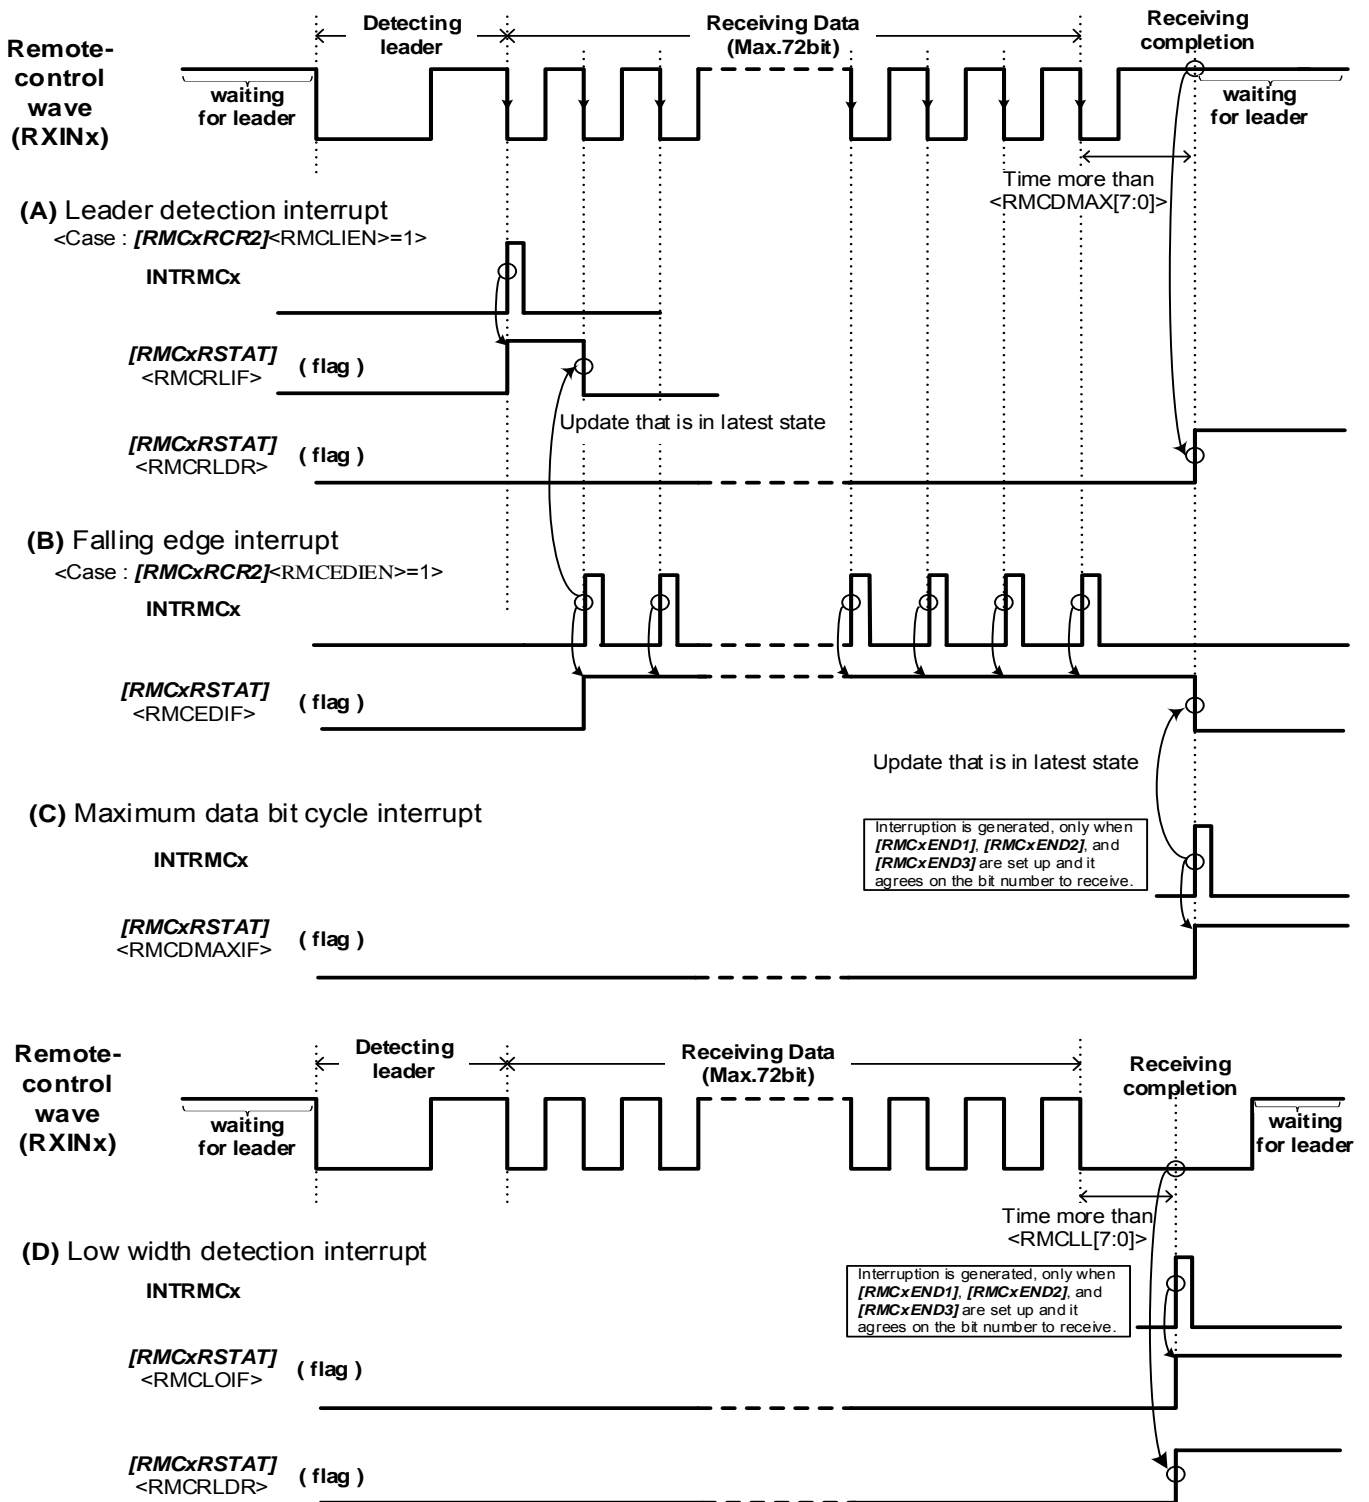 Detecting
leader
Receiving Data
(Max.72bit)
Receiving
completion
Remote-
control
wave
(RXINx)
waiting
for leader
waiting
for leader
Time more than
<RMCDMAX[7:0]>
(A) Leader detection interrupt
<Case : [RMCxRCR2]<RMCLIEN>=1>
INTRMCx
[RMCxRSTAT]
<RMCRLIF>
( flag )
Update that is in latest state
[RMCxRSTAT]
<RMCRLDR>
( flag )
(B) Falling edge interrupt
<Case : [RMCxRCR2]<RMCEDIEN>=1>
INTRMCx
[RMCxRSTAT]
<RMCEDIF>
( flag )
Update that is in latest state
(C) Maximum data bit cycle interrupt
INTRMCx
Interruption is generated, only when
[RMCxEND1], [RMCxEND2], and
[RMCxEND3] are set up and it
agrees on the bit number to receive.
[RMCxRSTAT]
<RMCDMAXIF>
( flag )
Remote-
control
wave
(RXINx)
Detecting
leader
Receiving Data
(Max.72bit)
Receiving
completion
waiting
for leader
waiting
for leader
Time more than
<RMCLL[7:0]>
(D) Low width detection interrupt
INTRMCx
Interruption is generated, only when
[RMCxEND1], [RMCxEND2], and
[RMCxEND3] are set up and it
agrees on the bit number to receive.
[RMCxRSTAT]
<RMCLOIF>
( flag )
[RMCxRSTAT]
<RMCRLDR>
( flag )